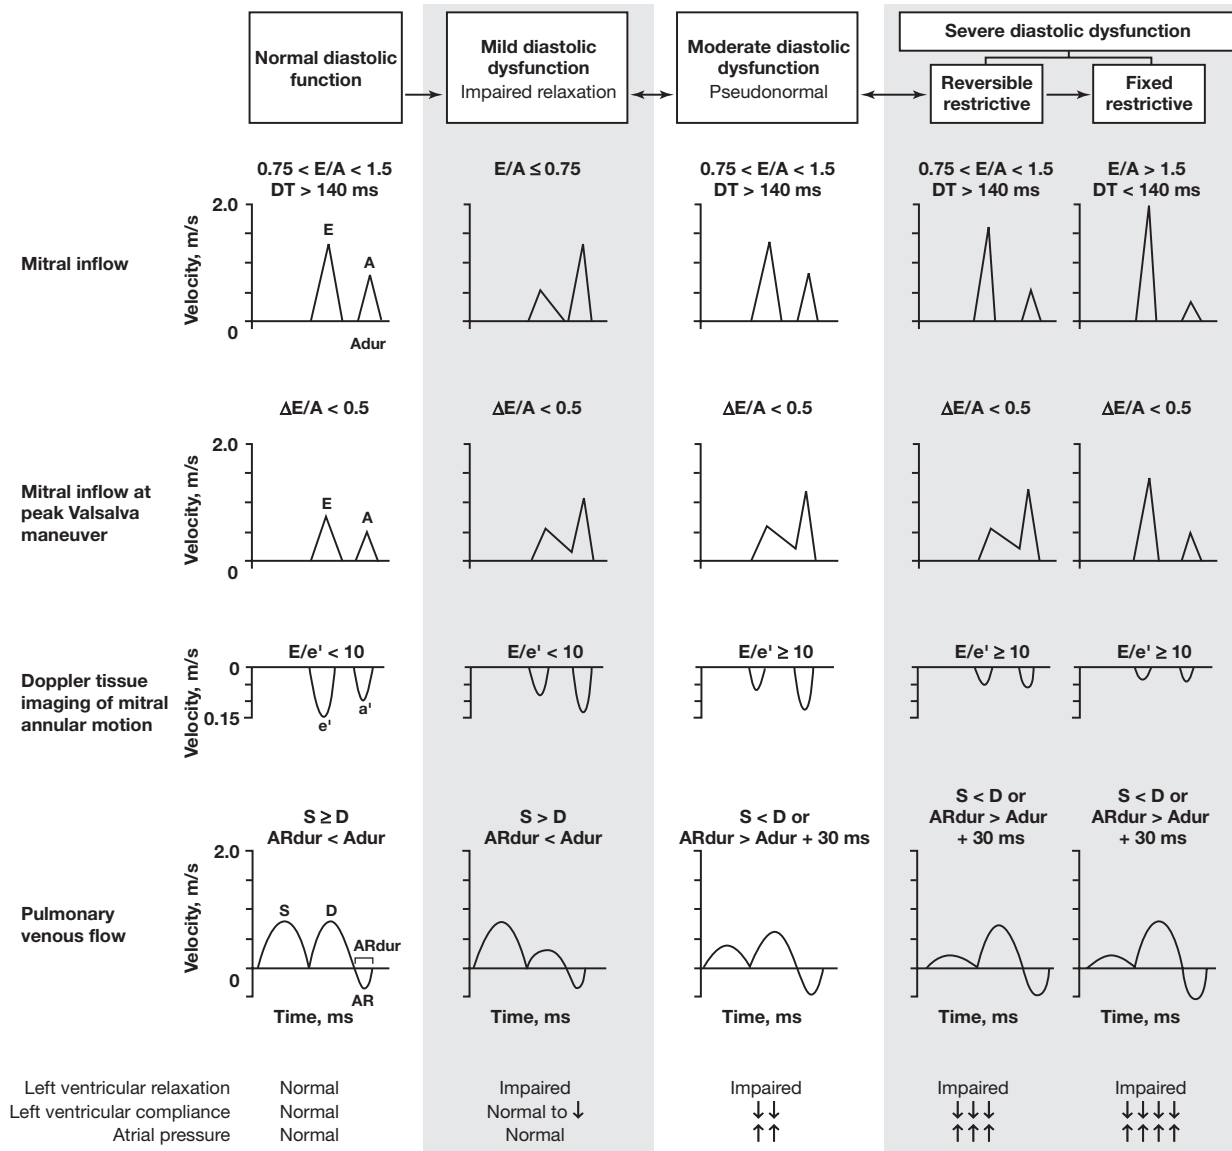 Normal diastolic
function
Mild diastolic
dysfunction
Impaired relaxation
Moderate diastolic
dysfunction
Pseudonormal
Severe diastolic dysfunction
Reversible
restrictive
Fixed
restrictive
Mitral inflow
Velocity, m/s
2.0
0
0.75 < E/A < 1.5
DT > 140 ms
E
A
Adur
E/A ≤ 0.75
0.75 < E/A < 1.5
DT > 140 ms
0.75 < E/A < 1.5
DT > 140 ms
E/A > 1.5
DT < 140 ms
Mitral inflow at
peak Valsalva
maneuver
Velocity, m/s
2.0
0
ΔE/A < 0.5
E
A
ΔE/A < 0.5
ΔE/A < 0.5
ΔE/A < 0.5
ΔE/A < 0.5
Doppler tissue
imaging of mitral
annular motion
Velocity, m/s
0
0.15
E/e' < 10
e'
a'
E/e' < 10
E/e' ≥ 10
E/e' ≥ 10
E/e' ≥ 10
Pulmonary
venous flow
Velocity, m/s
2.0
0
S ≥ D
ARdur < Adur
S
D
ARdur
AR
Time, ms
S > D
ARdur < Adur
Time, ms
S < D or
ARdur > Adur + 30 ms
Time, ms
S < D or
ARdur > Adur
+ 30 ms
Time, ms
S < D or
ARdur > Adur
+ 30 ms
Time, ms
Left ventricular relaxation Normal Impaired Impaired Impaired Impaired
Left ventricular compliance Normal Normal to ↓ ↓↓ ↓↓↓ ↓↓↓↓
Atrial pressure Normal Normal ↑↑ ↑↑↑ ↑↑↑↑